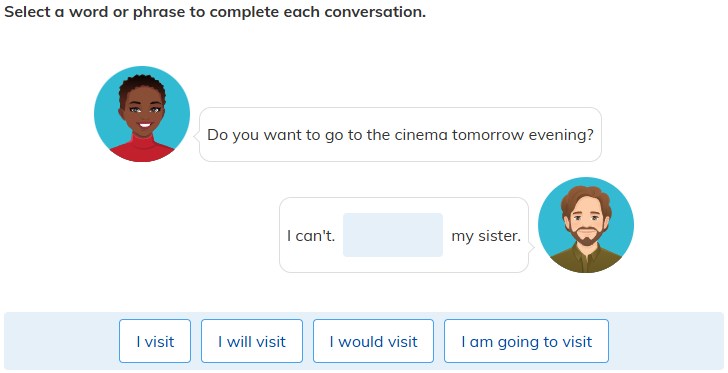 Select a word or phrase to complete each conversation.
Do you want to go to the cinema tomorrow evening?
I can't. my sister.
I visit
I will visit
I would visit
I am going to visit